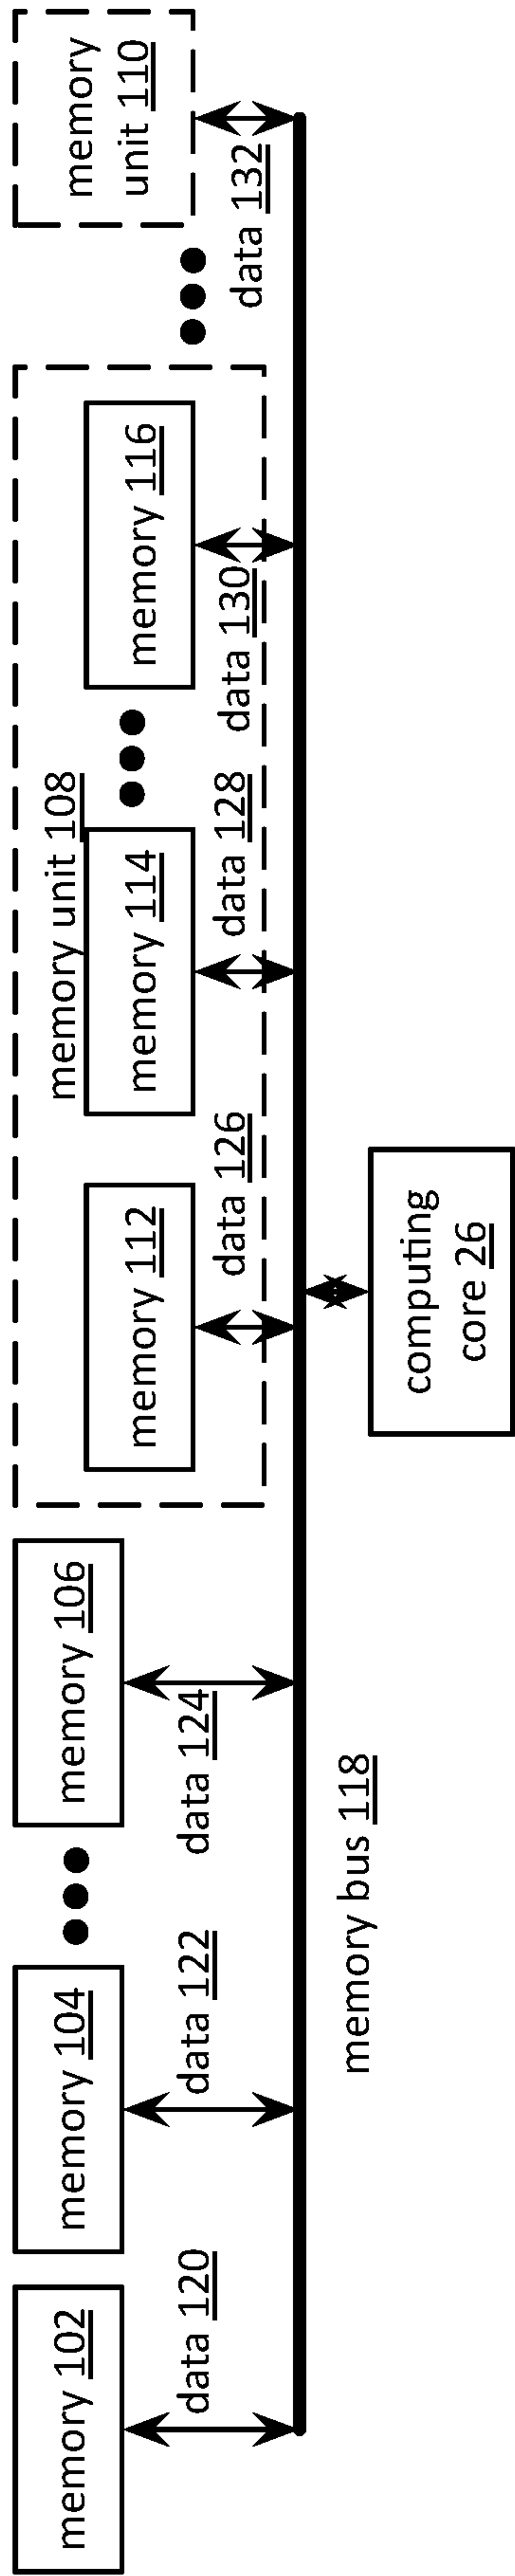 memory 102
memory 104
memory 106
memory unit 108
memory 112
memory 114
memory 116
memory
unit 110
data 120
data 122
data 124
data 126
data 128
data 130
data 132
memory bus 118
computing
core 26